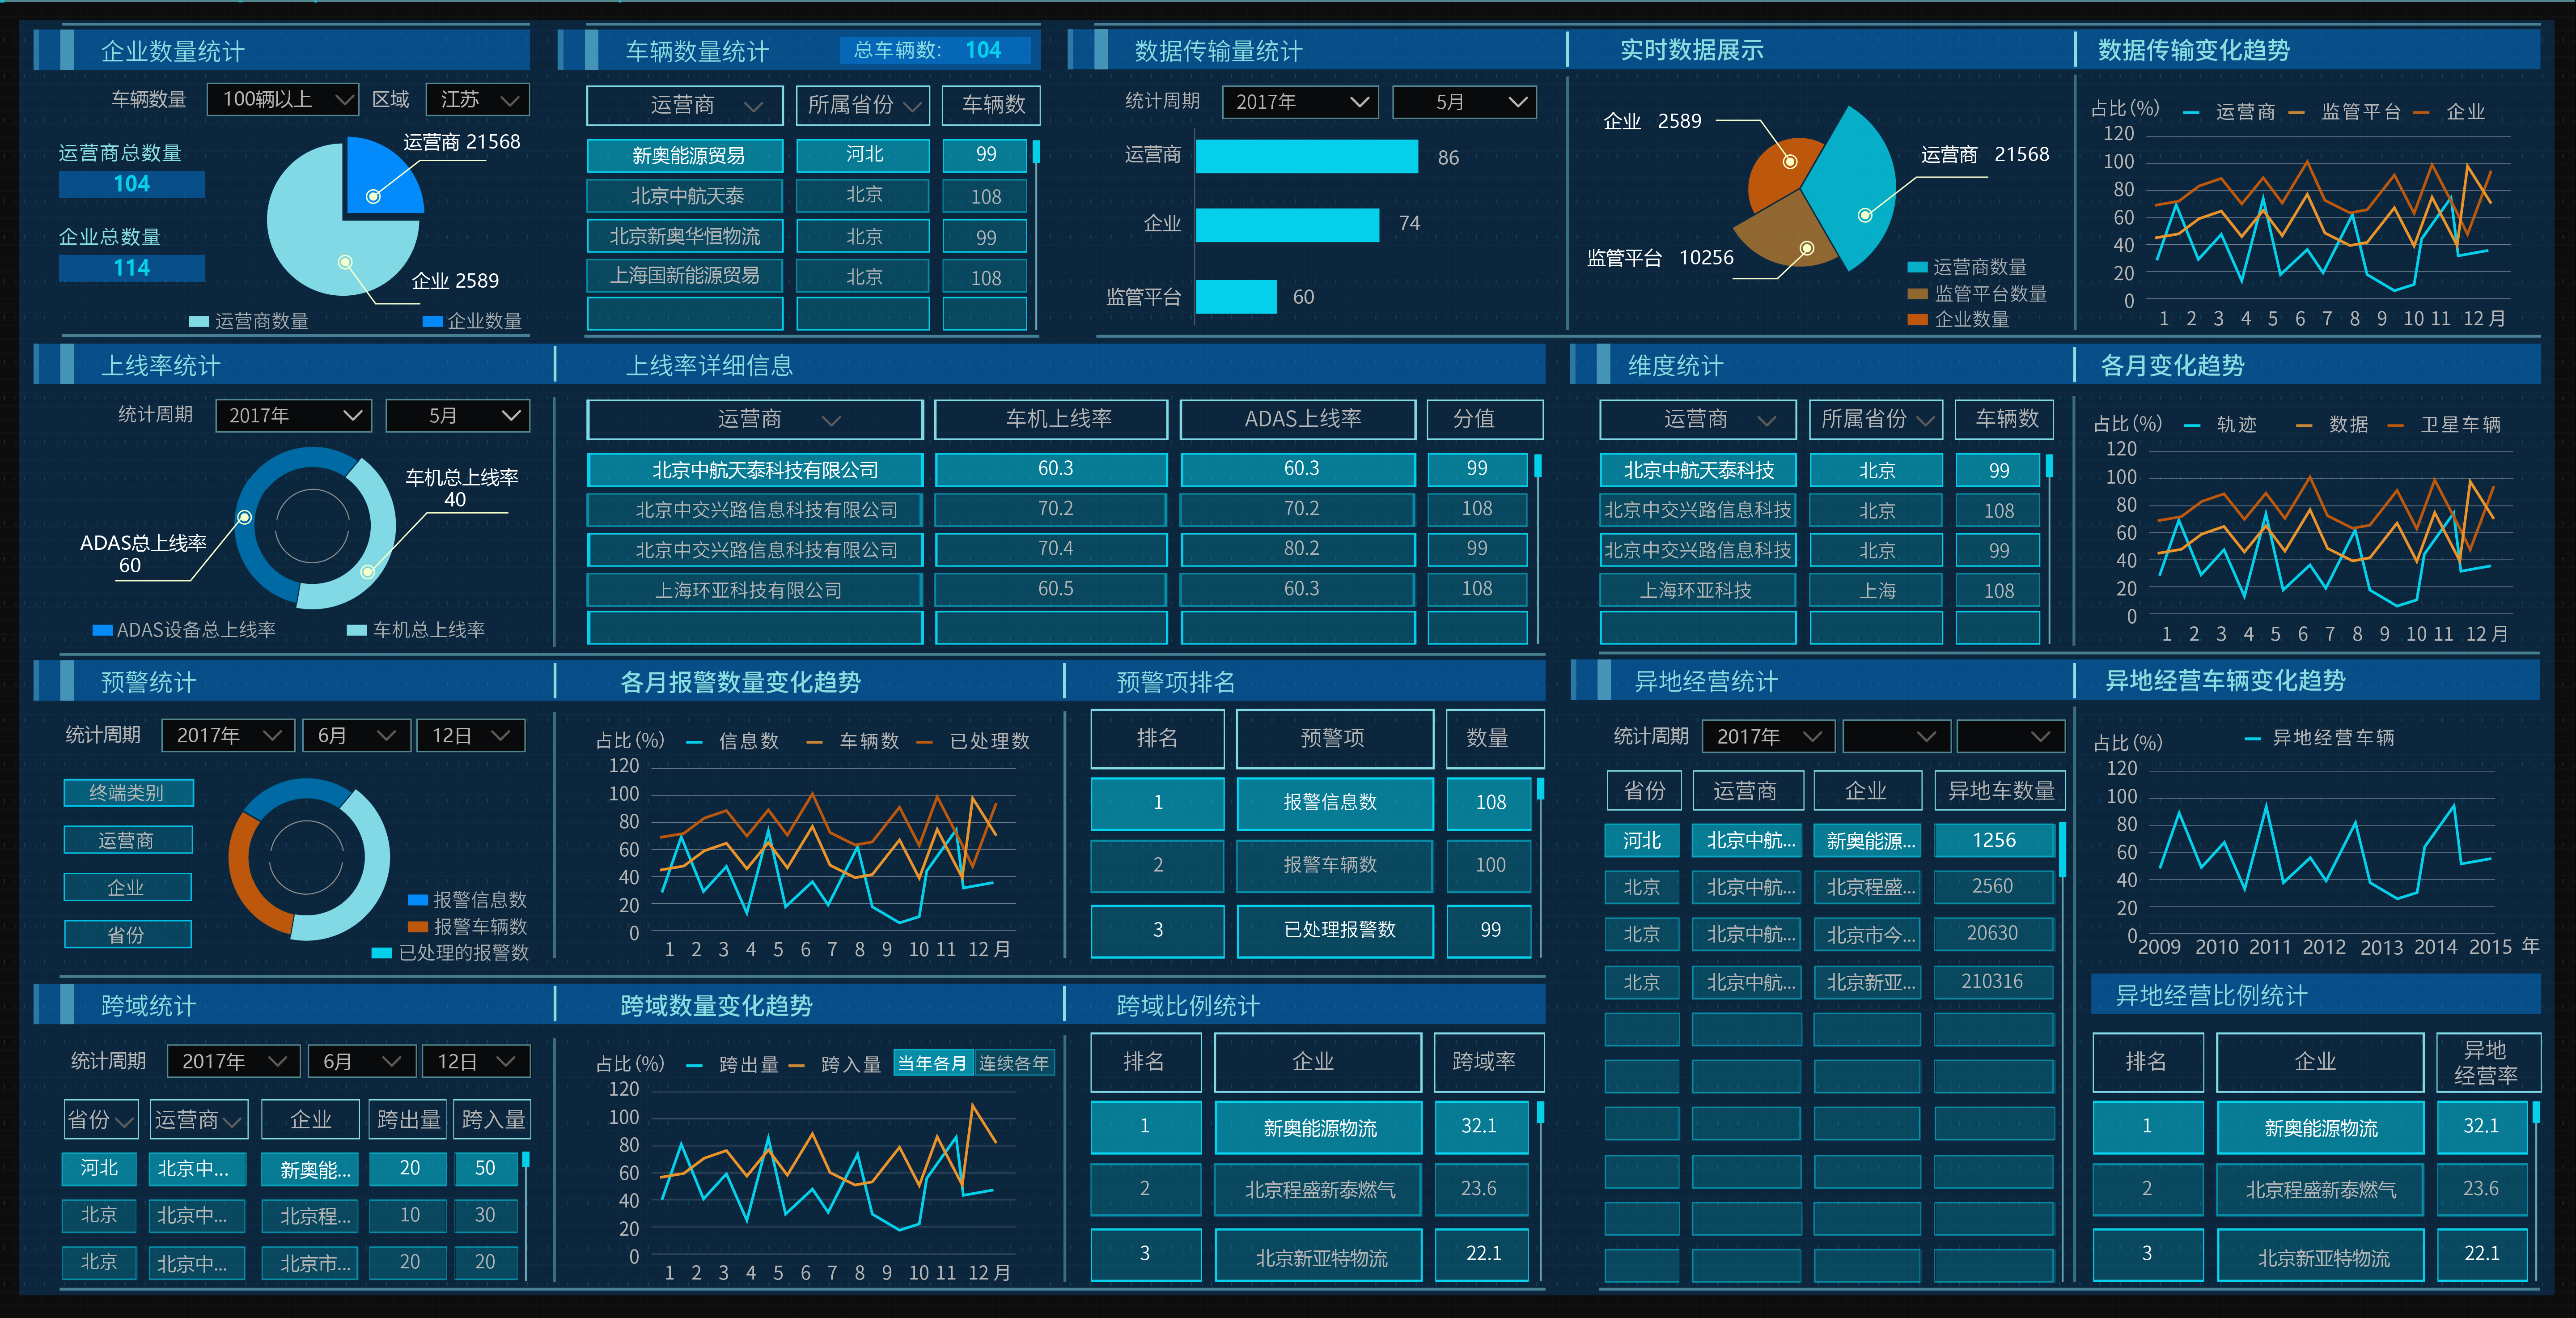 企业数量统计
车辆数量 100辆以上 区域 江苏
运营商总数量
104
企业总数量
114
运营商 21568
企业 2589
运营商数量 企业数量
车辆数量统计 总车辆数: 104
运营商 所属省份 车辆数
新奥能源贸易 河北 99
北京中航天泰 北京 108
北京新奥华恒物流 北京 99
上海国新能源贸易 北京 108
数据传输量统计
统计周期 2017年 5月
运营商 86
企业 74
监管平台 60
实时数据展示
企业 2589
运营商 21568
监管平台 10256
运营商数量
监管平台数量
企业数量
数据传输变化趋势
占比(%) 运营商 监管平台 企业
120
100
80
60
40
20
0
1 2 3 4 5 6 7 8 9 10 11 12 月
上线率统计
统计周期 2017年 5月
车机总上线率
40
ADAS总上线率
60
ADAS设备总上线率 车机总上线率
上线率详细信息
运营商 车机上线率 ADAS上线率 分值
北京中航天泰科技有限公司 60.3 60.3 99
北京中交兴路信息科技有限公司 70.2 70.2 108
北京中交兴路信息科技有限公司 70.4 80.2 99
上海环亚科技有限公司 60.5 60.3 108
维度统计
运营商 所属省份 车辆数
北京中航天泰科技 北京 99
北京中交兴路信息科技 北京 108
北京中交兴路信息科技 北京 99
上海环亚科技 上海 108
各月变化趋势
占比(%) 轨迹 数据 卫星车辆
120
100
80
60
40
20
0
1 2 3 4 5 6 7 8 9 10 11 12 月
预警统计
统计周期 2017年 6月 12日
终端类别
运营商
企业
省份
报警信息数
报警车辆数
已处理的报警数
各月报警数量变化趋势
占比(%) 信息数 车辆数 已处理数
120
100
80
60
40
20
0
1 2 3 4 5 6 7 8 9 10 11 12 月
预警项排名
排名 预警项 数量
1 报警信息数 108
2 报警车辆数 100
3 已处理报警数 99
异地经营统计
统计周期 2017年
省份 运营商 企业 异地车数量
河北 北京中航... 新奥能源... 1256
北京 北京中航... 北京程盛... 2560
北京 北京中航... 北京市今... 20630
北京 北京中航... 北京新亚... 210316
异地经营车辆变化趋势
占比(%) 异地经营车辆
120
100
80
60
40
20
0
2009 2010 2011 2012 2013 2014 2015 年
跨域统计
统计周期 2017年 6月 12日
省份 运营商 企业 跨出量 跨入量
河北 北京中... 新奥能... 20 50
北京 北京中... 北京程... 10 30
北京 北京中... 北京市... 20 20
跨域数量变化趋势
占比(%) 跨出量 跨入量 当年各月 连续各年
120
100
80
60
40
20
0
1 2 3 4 5 6 7 8 9 10 11 12 月
跨域比例统计
排名 企业 跨域率
1 新奥能源物流 32.1
2 北京程盛新泰燃气 23.6
3 北京新亚特物流 22.1
异地经营比例统计
排名 企业 异地
经营率
1 新奥能源物流 32.1
2 北京程盛新泰燃气 23.6
3 北京新亚特物流 22.1